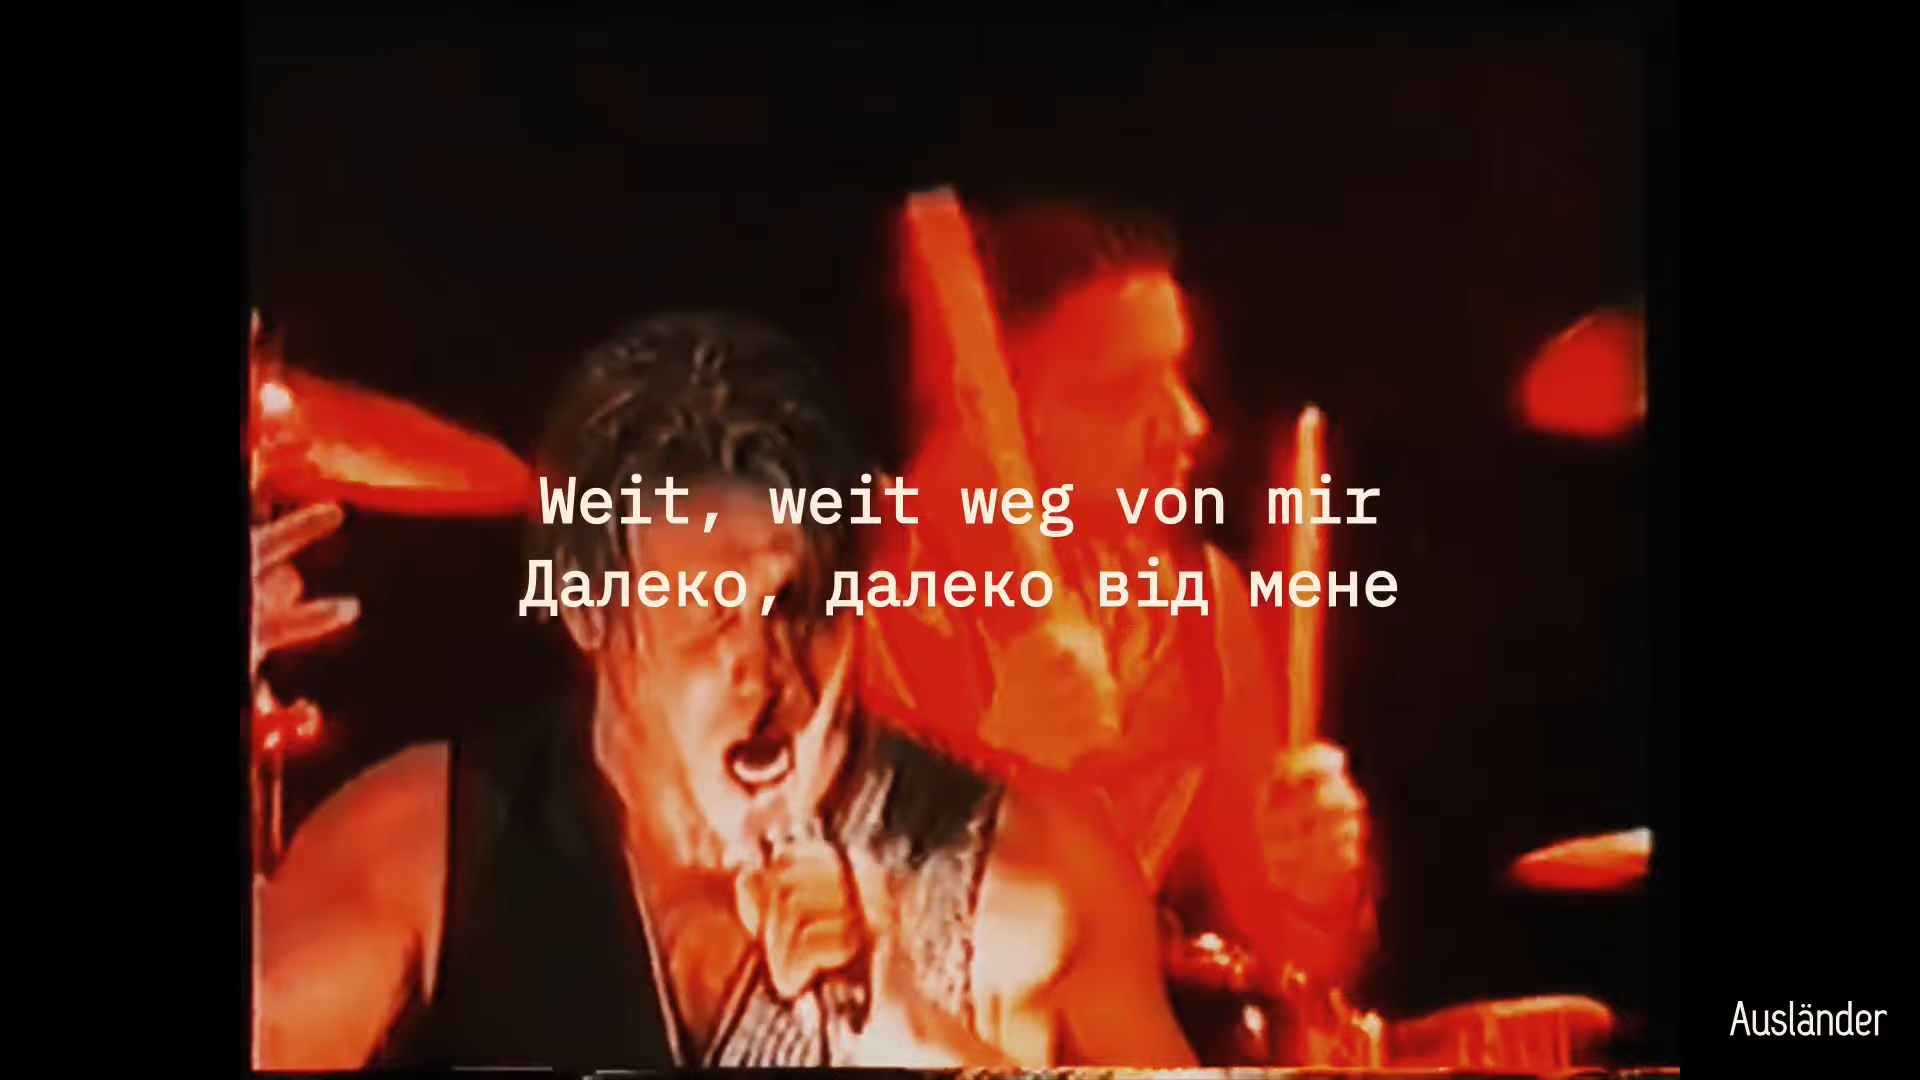 Weit, weit weg von mir
Далеко, далеко від мене
Ausländer